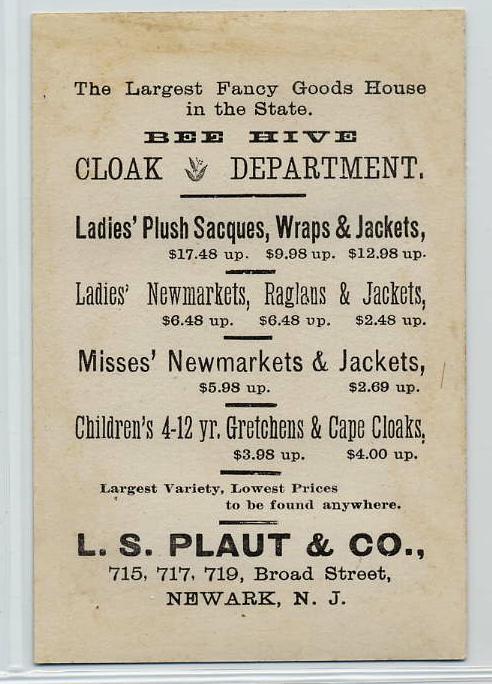 The Largest Fancy Goods House
in the State.
BEE HIVE
CLOAK DEPARTMENT.
Ladies' Plush Sacques, Wraps & Jackets,
$17.48 up. $9.98 up. $12.98 up.
Ladies' Newmarkets, Raglans & Jackets,
$6.48 up. $6.48 up. $2.48 up.
Misses' Newmarkets & Jackets,
$5.98 up. $2.69 up.
Children's 4-12 yr. Gretchens & Cape Cloaks,
$3.98 up. $4.00 up.
Largest Variety, Lowest Prices
to be found anywhere.
L. S. PLAUT & CO.,
715, 717, 719, Broad Street,
NEWARK, N. J.